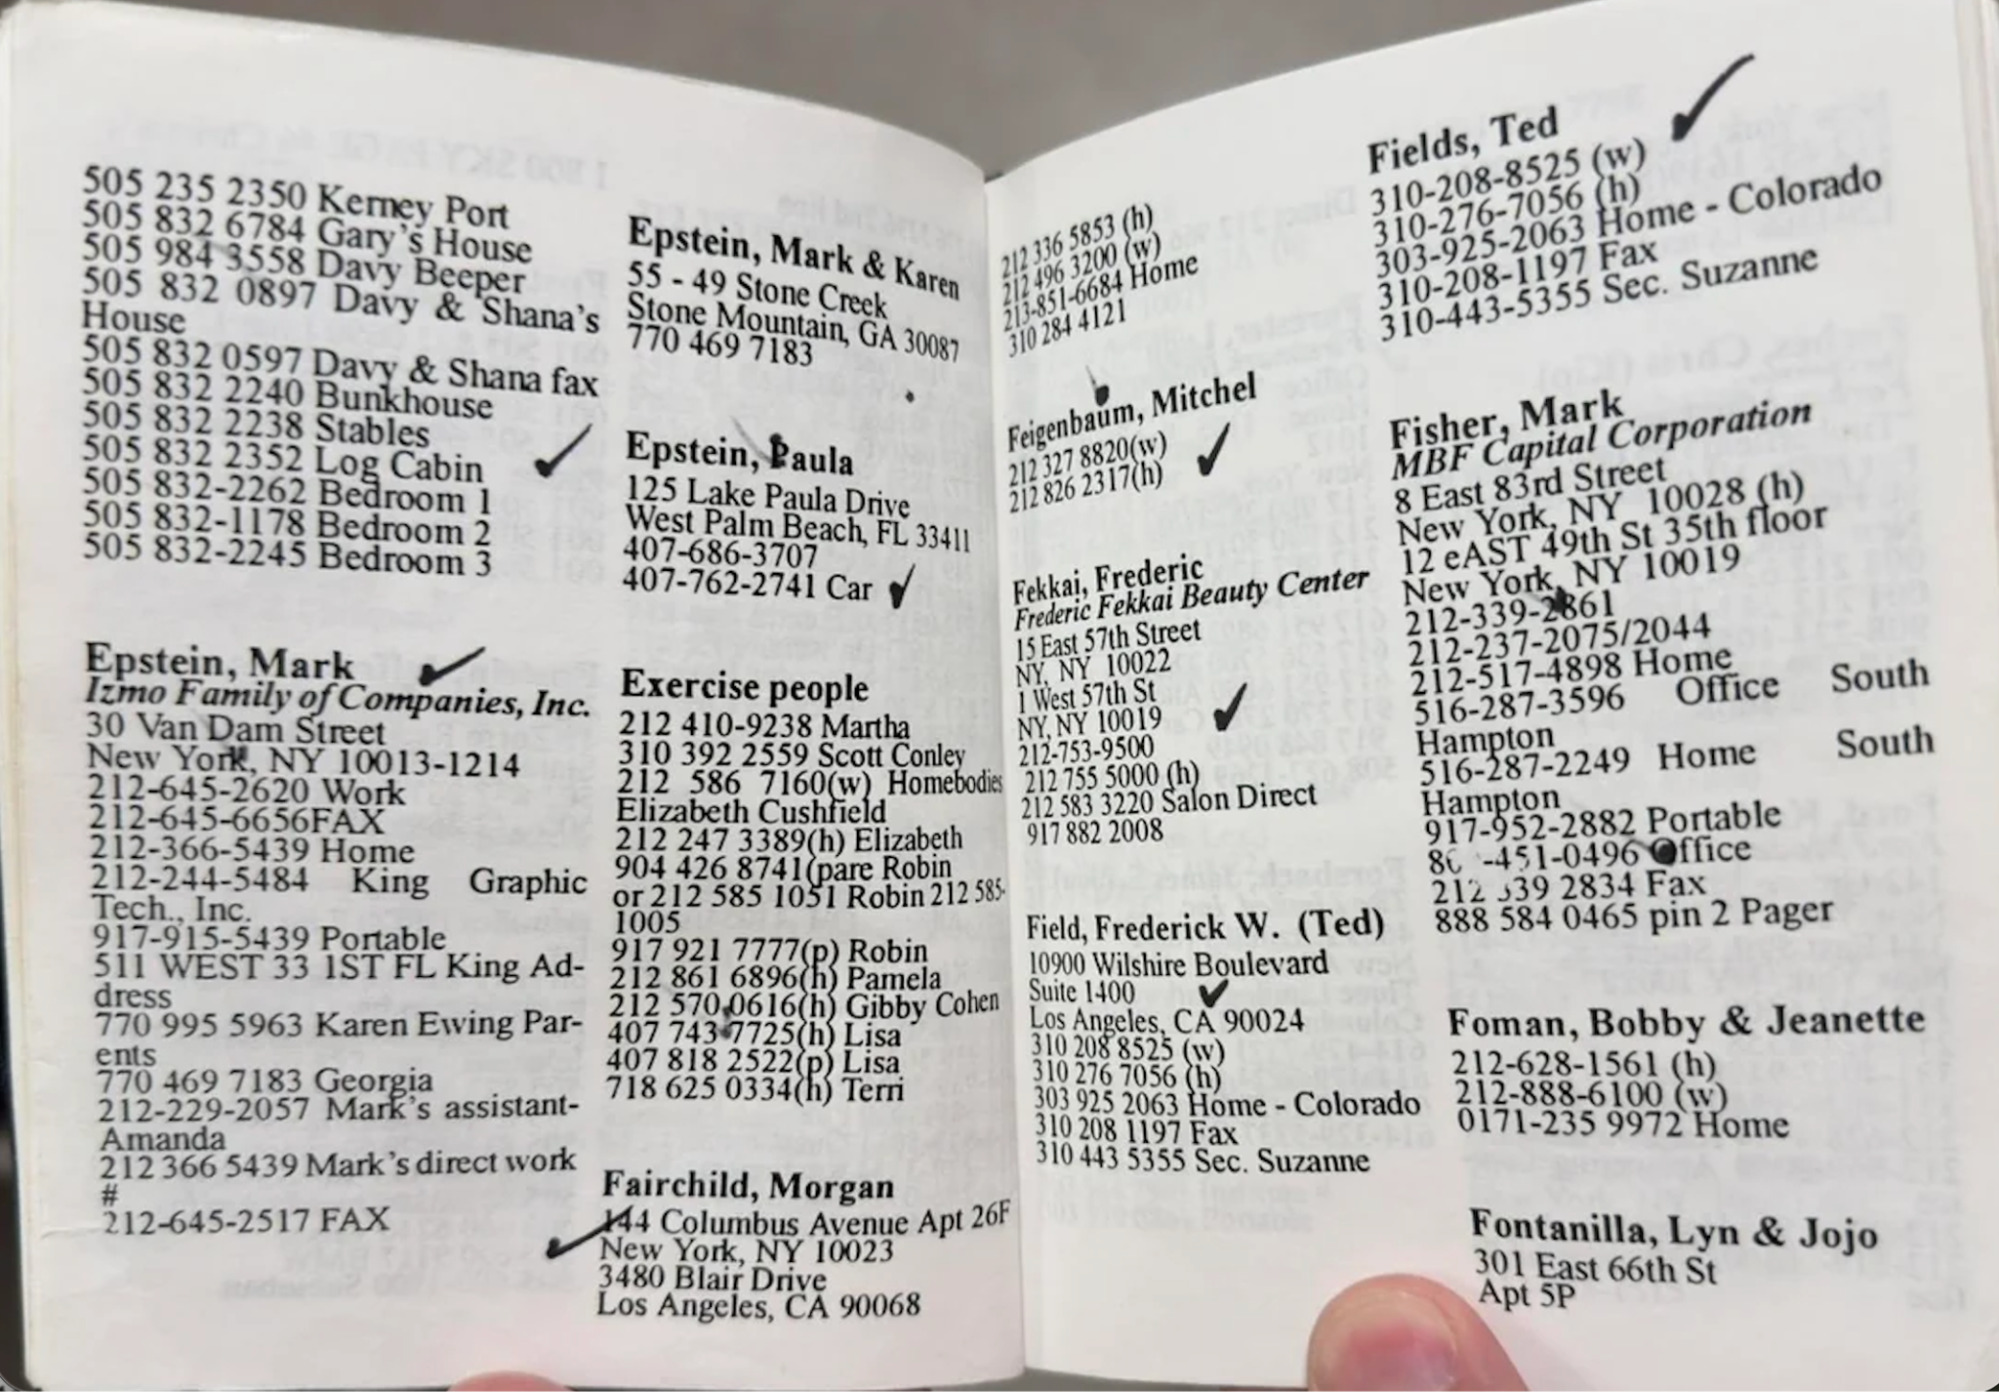 505 235 2350 Kerney Port
505 832 6784 Gary's House
505 984 3558 Davy Beeper
505 832 0897 Davy & Shana's
House
505 832 0597 Davy & Shana fax
505 832 2240 Bunkhouse
505 832 2238 Stables
505 832 2352 Log Cabin
505 832-2262 Bedroom 1
505 832-1178 Bedroom 2
505 832-2245 Bedroom 3
Epstein, Mark
Izmo Family of Companies, Inc.
30 Van Dam Street
New York, NY 10013-1214
212-645-2620 Work
212-645-6656FAX
212-366-5439 Home
212-244-5484 King Graphic
Tech., Inc.
917-915-5439 Portable
511 WEST 33 1ST FL King Ad-
dress
770 995 5963 Karen Ewing Par-
ents
770 469 7183 Georgia
212-229-2057 Mark's assistant-
Amanda
212 366 5439 Mark's direct work
#
212-645-2517 FAX
Epstein, Mark & Karen
55 - 49 Stone Creek
Stone Mountain, GA 30087
770 469 7183
Epstein, Paula
125 Lake Paula Drive
West Palm Beach, FL 33411
407-686-3707
407-762-2741 Car
Exercise people
212 410-9238 Martha
310 392 2559 Scott Conley
212 586 7160(w) Homebodies
Elizabeth Cushfield
212 247 3389(h) Elizabeth
904 426 8741(pare Robin
or 212 585 1051 Robin 212 585-
1005
917 921 7777(p) Robin
212 861 6896(h) Pamela
212 570 0616(h) Gibby Cohen
407 743 7725(h) Lisa
407 818 2522(p) Lisa
718 625 0334(h) Terri
Fairchild, Morgan
144 Columbus Avenue Apt 26F
New York, NY 10023
3480 Blair Drive
Los Angeles, CA 90068
212 336 5853 (h)
212 496 3200 (w)
213-851-6684 Home
310 284 4121
Feigenbaum, Mitchel
212 327 8820(w)
212 826 2317(h)
Fekkai, Frederic
Frederic Fekkai Beauty Center
15 East 57th Street
NY, NY 10022
1 West 57th St
NY, NY 10019
212-753-9500
212 755 5000 (h)
212 583 3220 Salon Direct
917 882 2008
Field, Frederick W. (Ted)
10900 Wilshire Boulevard
Suite 1400
Los Angeles, CA 90024
310 208 8525 (w)
310 276 7056 (h)
303 925 2063 Home - Colorado
310 208 1197 Fax
310 443 5355 Sec. Suzanne
Fields, Ted
310-208-8525 (w)
310-276-7056 (h)
303-925-2063 Home - Colorado
310-208-1197 Fax
310-443-5355 Sec. Suzanne
Fisher, Mark
MBF Capital Corporation
8 East 83rd Street
New York, NY 10028 (h)
12 eAST 49th St 35th floor
New York, NY 10019
212-339-2861
212-237-2075/2044
212-517-4898 Home
516-287-3596 Office South
Hampton
516-287-2249 Home South
Hampton
917-952-2882 Portable
-451-0496 Office
212 339 2834 Fax
888 584 0465 pin 2 Pager
Foman, Bobby & Jeanette
212-628-1561 (h)
212-888-6100 (w)
0171-235 9972 Home
Fontanilla, Lyn & Jojo
301 East 66th St
Apt 5P